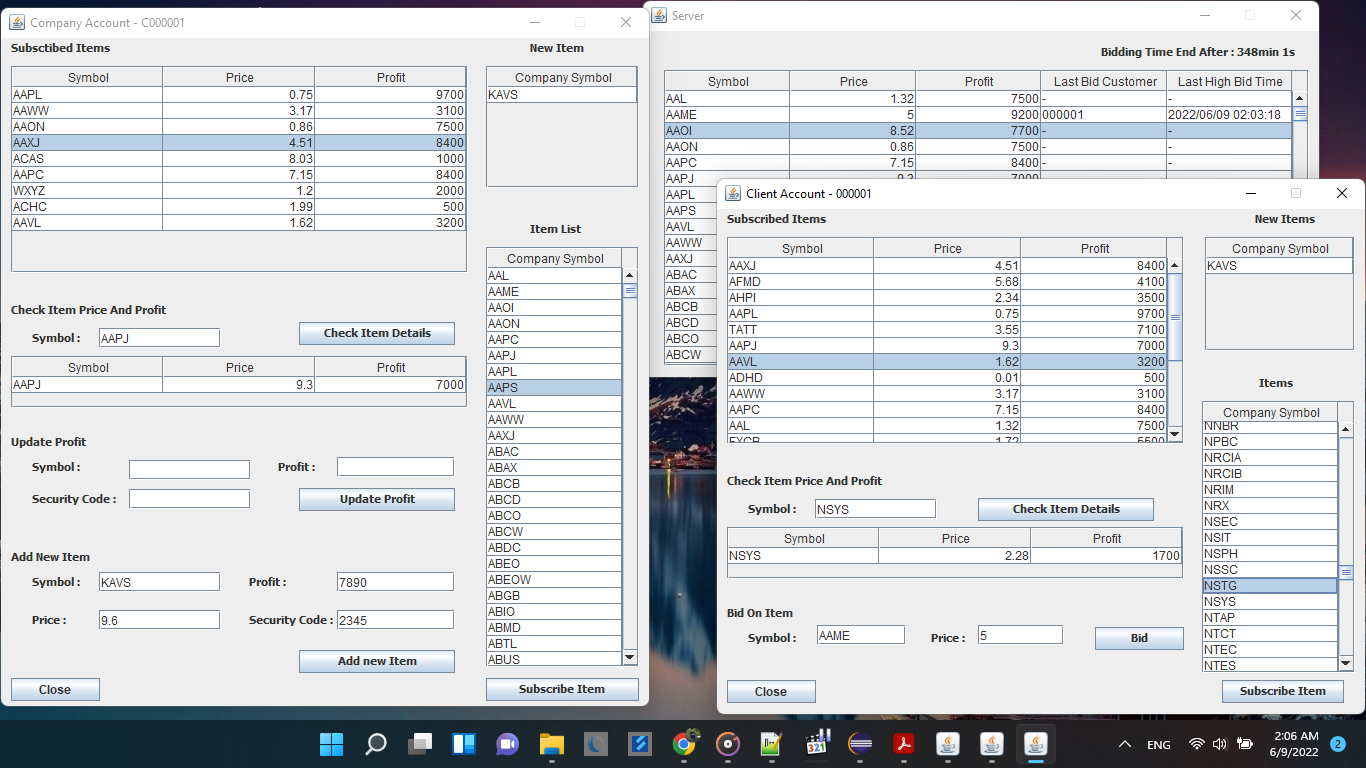 Company Account - C000001
Subsctibed Items
New Item
Symbol Price Profit
AAPL 0.75 9700
AAWW 3.17 3100
AAON 0.86 7500
AAXJ 4.51 8400
ACAS 8.03 1000
AAPC 7.15 8400
WXYZ 1.2 2000
ACHC 1.99 500
AAVL 1.62 3200
Company Symbol
KAVS
Item List
Company Symbol
AAL
AAME
AAOI
AAON
AAPC
AAPJ
AAPL
AAPS
AAVL
AAWW
AAXJ
ABAC
ABAX
ABCB
ABCD
ABCO
ABCW
ABDC
ABEO
ABEOW
ABGB
ABIO
ABMD
ABTL
ABUS
Subscribe Item
Check Item Price And Profit
Symbol : AAPJ Check Item Details
Symbol Price Profit
AAPJ 9.3 7000
Update Profit
Symbol : Profit :
Security Code : Update Profit
Add New Item
Symbol : KAVS Profit : 7890
Price : 9.6 Security Code : 2345
Add new Item
Close
Server
Bidding Time End After : 348min 1s
Symbol Price Profit Last Bid Customer Last High Bid Time
AAL 1.32 7500 - -
AAME 5 9200 000001 2022/06/09 02:03:18
AAOI 8.52 7700 - -
AAON 0.86 7500 - -
AAPC 7.15 8400 - -
AAPJ 9.3 7000 - -
AAPL
AAPS
AAVL
AAWW
AAXJ
ABAC
ABAX
ABCB
ABCD
ABCO
ABCW
Client Account - 000001
Subscribed Items
New Items
Symbol Price Profit
AAXJ 4.51 8400
AFMD 5.68 4100
AHPI 2.34 3500
AAPL 0.75 9700
TATT 3.55 7100
AAPJ 9.3 7000
AAVL 1.62 3200
ADHD 0.01 500
AAWW 3.17 3100
AAPC 7.15 8400
AAL 1.32 7500
1.72 5500
Company Symbol
KAVS
Items
Company Symbol
NNBR
NPBC
NRCIA
NRCIB
NRIM
NRX
NSEC
NSIT
NSPH
NSSC
NSTG
NSYS
NTAP
NTCT
NTEC
NTES
Subscribe Item
Check Item Price And Profit
Symbol : NSYS Check Item Details
Symbol Price Profit
NSYS 2.28 1700
Bid On Item
Symbol : AAME Price : 5 Bid
Close
321
ENG
2:06 AM
6/9/2022
2